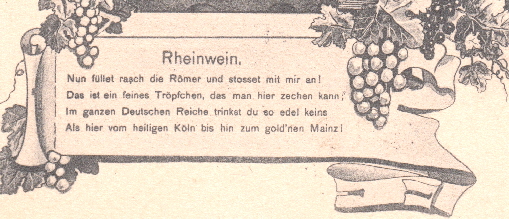 Rheinwein.
Nun füllet rasch die Römer und stosset mit mir an!
Das ist ein feines Tröpfchen, das man hier zechen kann;
Im ganzen Deutschen Reiche trinkst du so edel keins
Als hier vom heiligen Köln bis hin zum gold'nen Mainz!